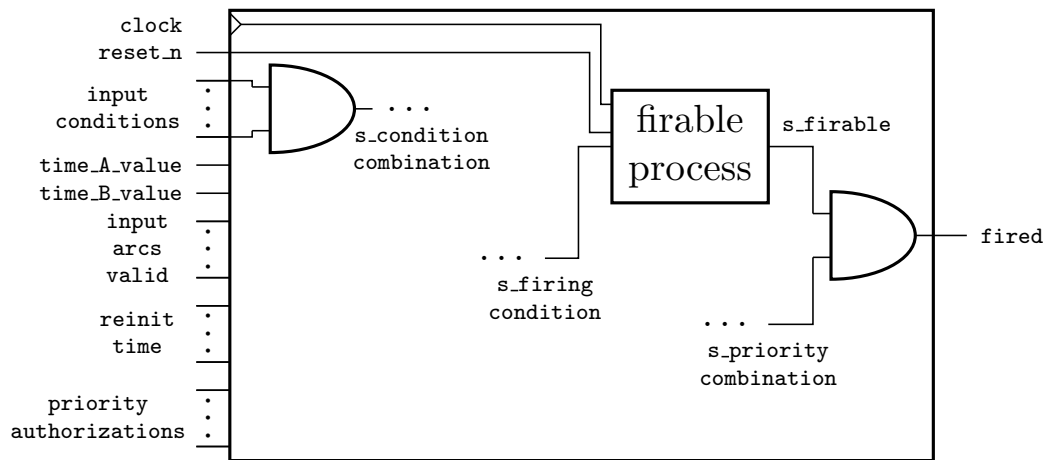 clock
reset_n
input
conditions
time_A_value
time_B_value
input
arcs
valid
reinit
time
priority
authorizations
s_condition
combination
firable
process
s_firable
s_firing
condition
s_priority
combination
fired